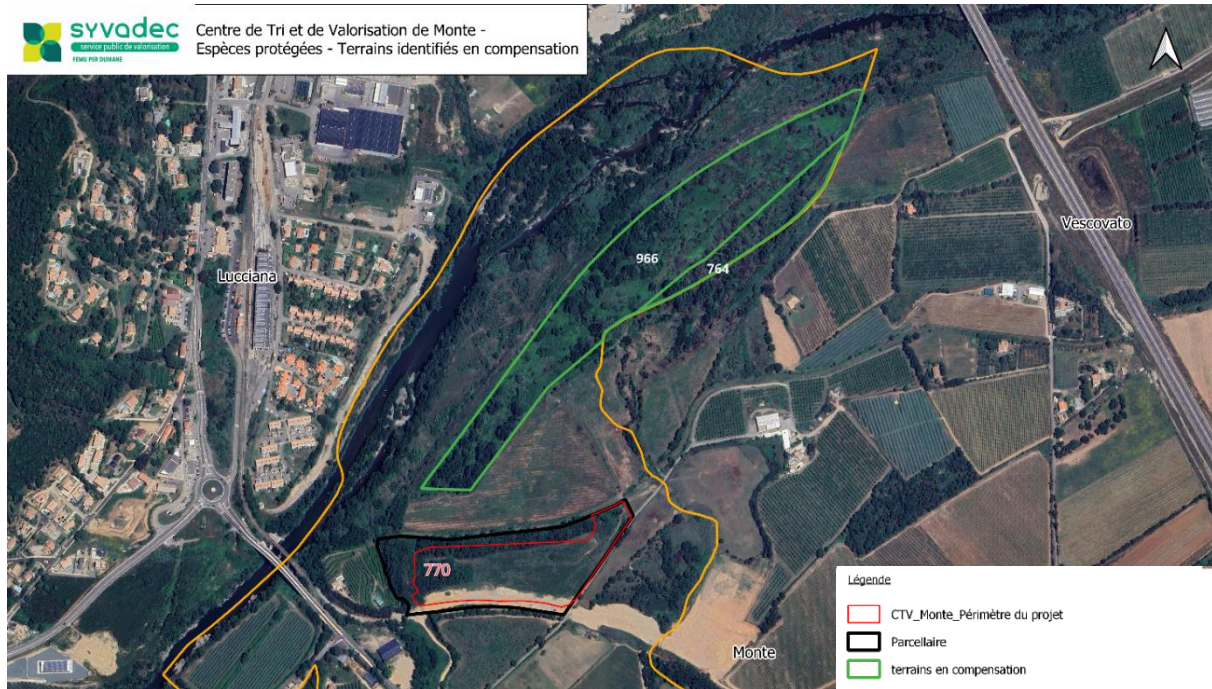 syvadec
service public de valorisation
FEMU PER DUMANE
Centre de Tri et de Valorisation de Monte -
Espèces protégées - Terrains identifiés en compensation
Vescovato
966
764
Lucciana
770
Monte
Légende
CTV_Monte_Périmètre du projet
Parcellaire
terrains en compensation